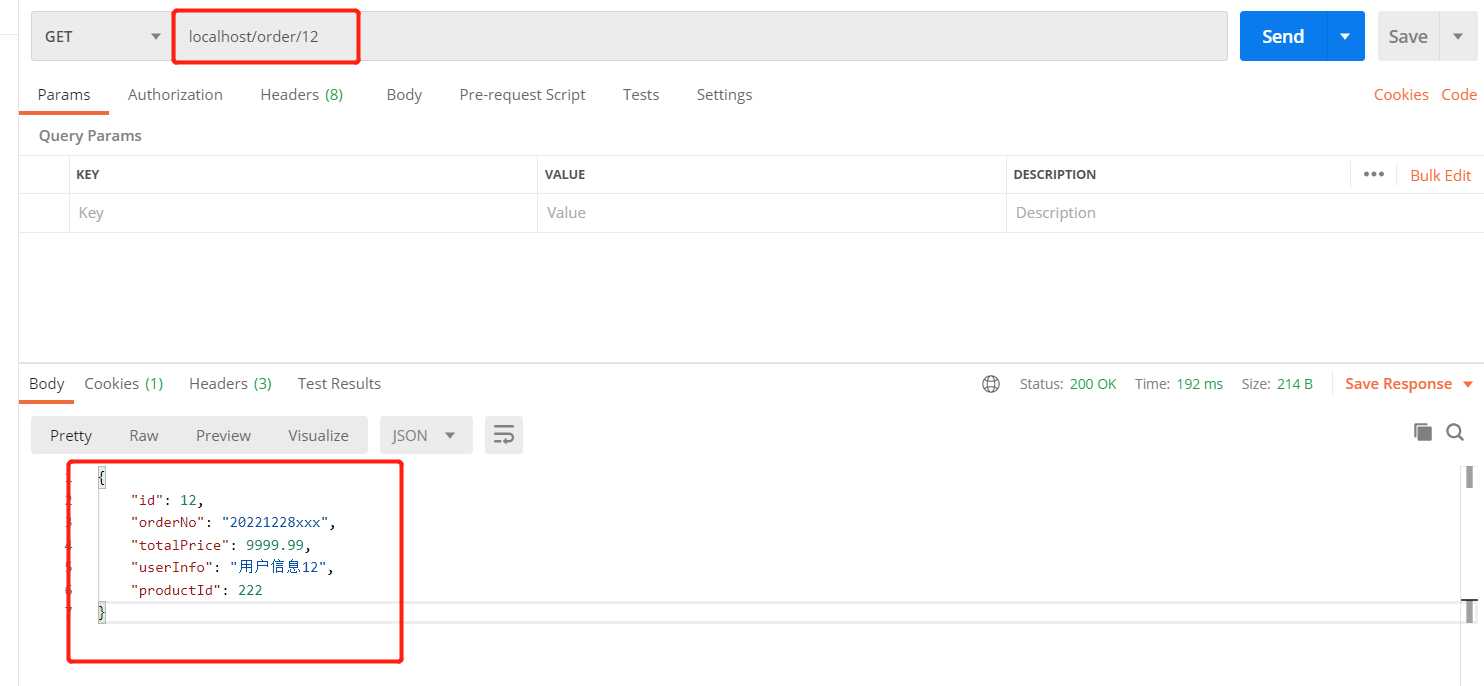 GET localhost/order/12 Send Save
Params Authorization Headers (8) Body Pre-request Script Tests Settings Cookies Code
Query Params
KEY VALUE DESCRIPTION ••• Bulk Edit
Key Value Description
Body Cookies (1) Headers (3) Test Results Status: 200 OK Time: 192 ms Size: 214 B Save Response
Pretty Raw Preview Visualize JSON
1 {
2 "id": 12,
3 "orderNo": "20221228xxx",
4 "totalPrice": 9999.99,
5 "userInfo": "用户信息12",
6 "productId": 222
7 }